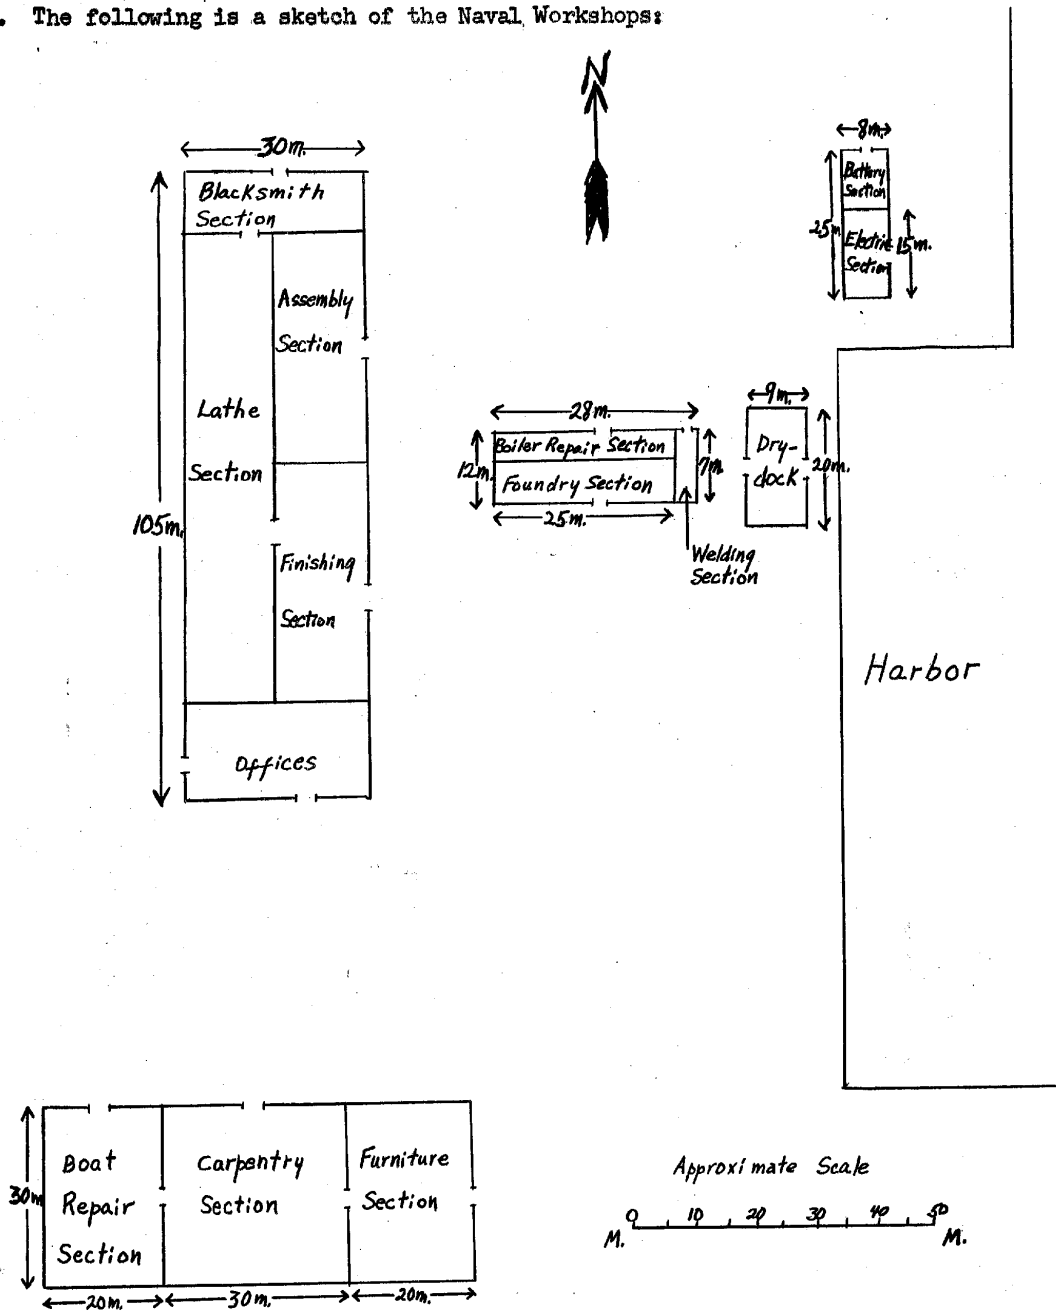 . The following is a sketch of the Naval Workshops:
N
30m.
Blacksmith
Section
Assembly
Section
Lathe
Section
105m.
Finishing
Section
Offices
8m.
Battery
Section
25m.
Electric
Section
15m.
28m.
Boiler Repair Section
12m.
Foundry Section
7m.
25m.
Welding
Section
9m.
Dry-
dock
20m.
Harbor
Boat
Repair
Section
30m
Carpentry
Section
Furniture
Section
20m.
30m.
20m.
Approximate Scale
0 10 20 30 40 50
M. M.